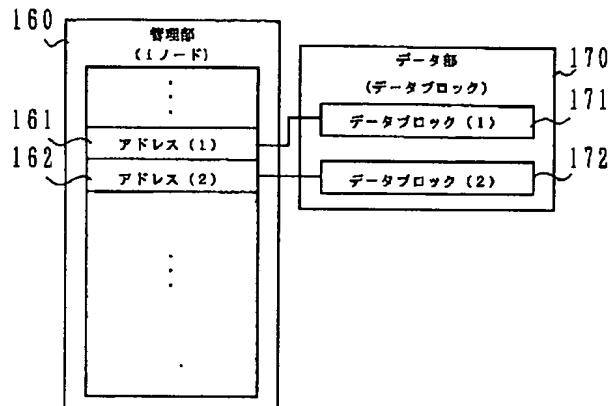 160
管理部
(iノード)
161
アドレス(1)
162
アドレス(2)
データ部
(データブロック)
170
データブロック(1)
171
データブロック(2)
172